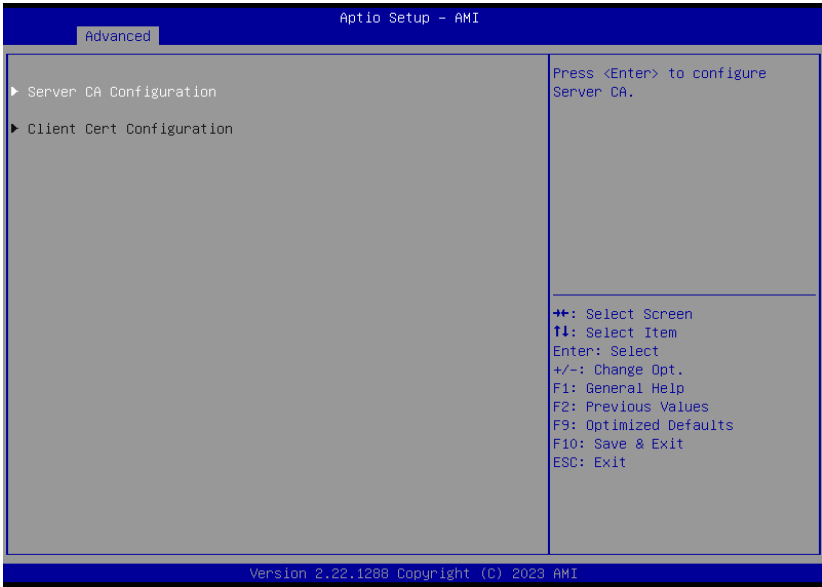 Aptio Setup – AMI
Advanced
▶ Server CA Configuration
▶ Client Cert Configuration
Press <Enter> to configure
Server CA.
→←: Select Screen
↑↓: Select Item
Enter: Select
+/-: Change Opt.
F1: General Help
F2: Previous Values
F9: Optimized Defaults
F10: Save & Exit
ESC: Exit
Version 2.22.1288 Copyright (C) 2023 AMI